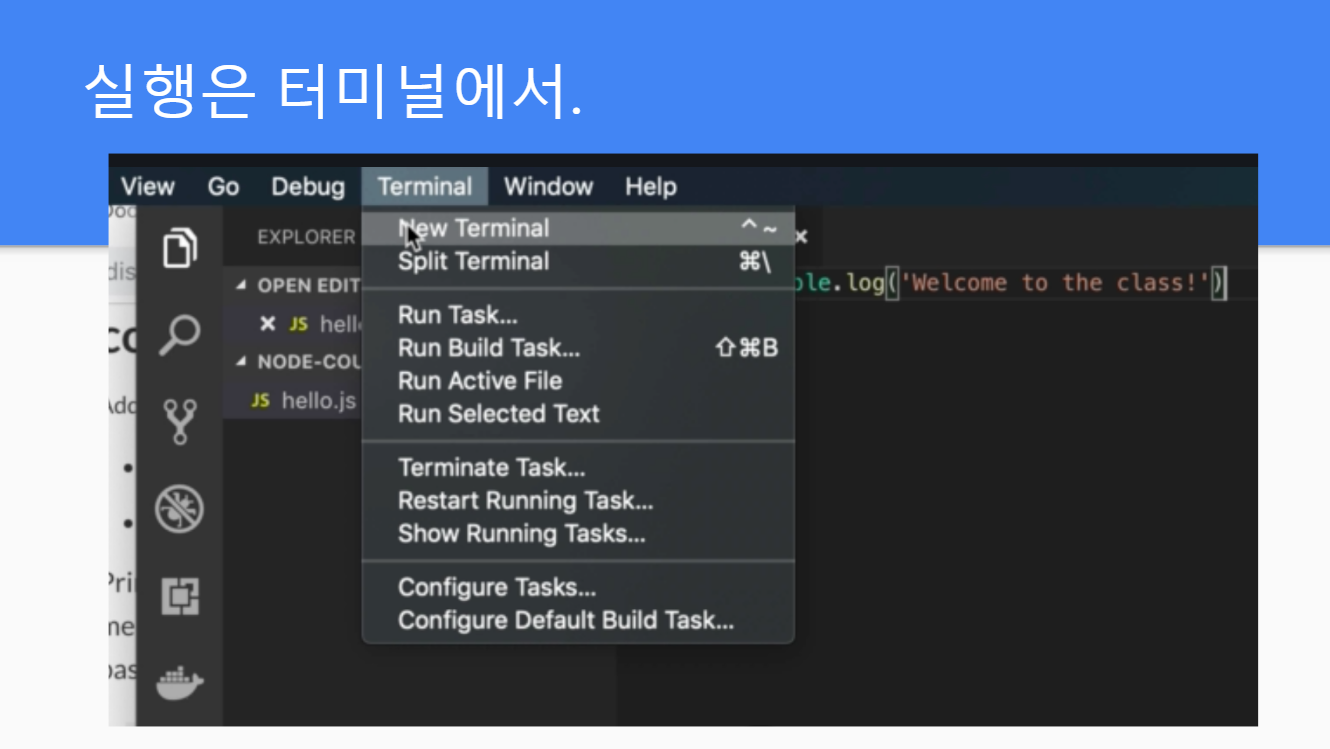 실행은 터미널에서.
View Go Debug Terminal Window Help
EXPLORER
New Terminal ^ ~
Split Terminal ⌘\
Run Task...
Run Build Task... ⇧⌘B
Run Active File
Run Selected Text
Terminate Task...
Restart Running Task...
Show Running Tasks...
Configure Tasks...
Configure Default Build Task...
OPEN EDIT
JS hell
NODE-COU
JS hello.js
ole.log('Welcome to the class!')